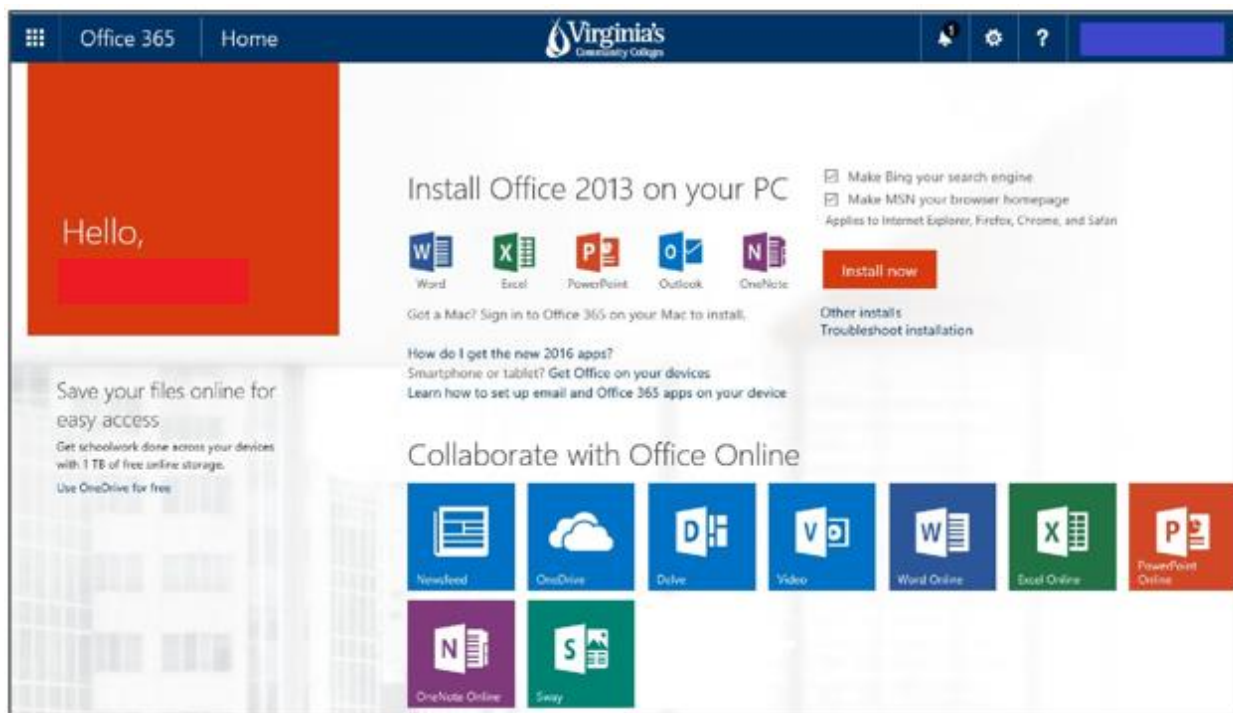 Office 365 Home
Virginia's
Community Colleges
1
?
Hello,
Install Office 2013 on your PC
Word Excel PowerPoint Outlook OneNote
Got a Mac? Sign in to Office 365 on your Mac to install.
How do I get the new 2016 apps?
Smartphone or tablet? Get Office on your devices
Learn how to set up email and Office 365 apps on your device
Make Bing your search engine
Make MSN your browser homepage
Applies to Internet Explorer, Firefox, Chrome, and Safari
Install now
Other installs
Troubleshoot installation
Save your files online for
easy access
Get schoolwork done across your devices
with 1 TB of free online storage.
Use OneDrive for free
Collaborate with Office Online
Newsfeed OneDrive Delve Video Word Online Excel Online PowerPoint
Online
OneNote Online Sway